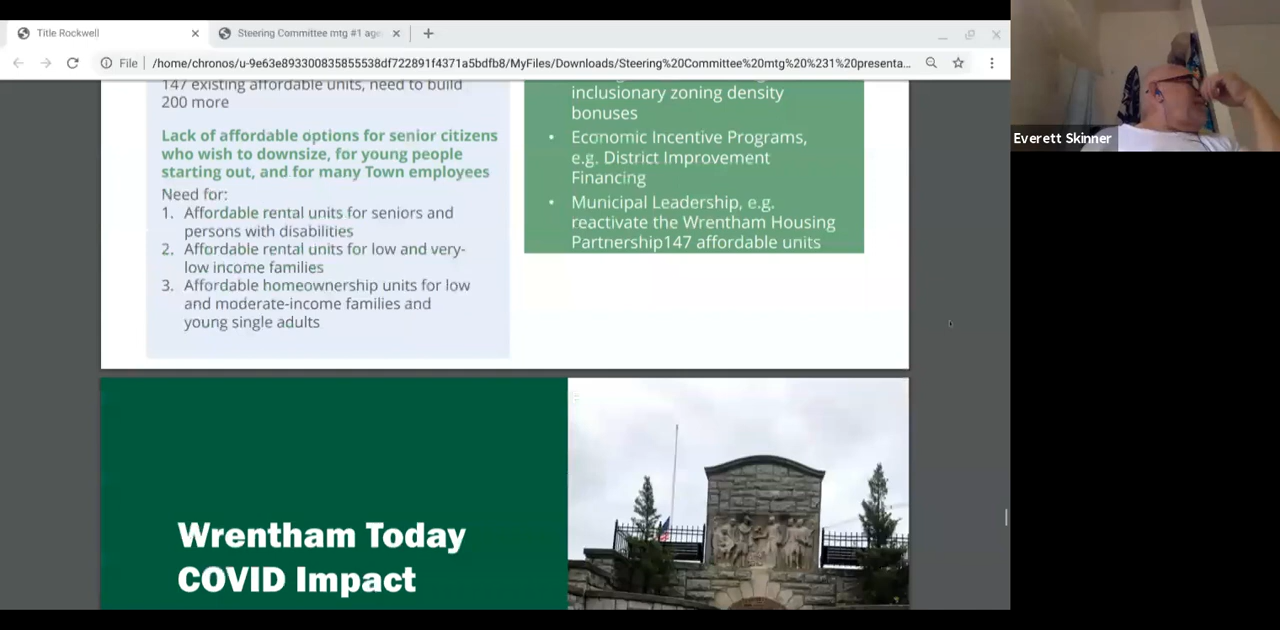 Title Rockwell
Steering Committee mtg #1 age
File
/home/chronos/u-9e63e893300835855538df722891f4371a5bdfb8/MyFiles/Downloads/Steering%20Committee%20mtg%20%231%20presenta...
147 existing affordable units, need to build
200 more
Lack of affordable options for senior citizens
who wish to downsize, for young people
starting out, and for many Town employees
Need for:
1. Affordable rental units for seniors and
persons with disabilities
2. Affordable rental units for low and very-
low income families
3. Affordable homeownership units for low
and moderate-income families and
young single adults
inclusionary zoning density
bonuses
• Economic Incentive Programs,
e.g. District Improvement
Financing
• Municipal Leadership, e.g.
reactivate the Wrentham Housing
Partnership147 affordable units
Wrentham Today
COVID Impact
Everett Skinner